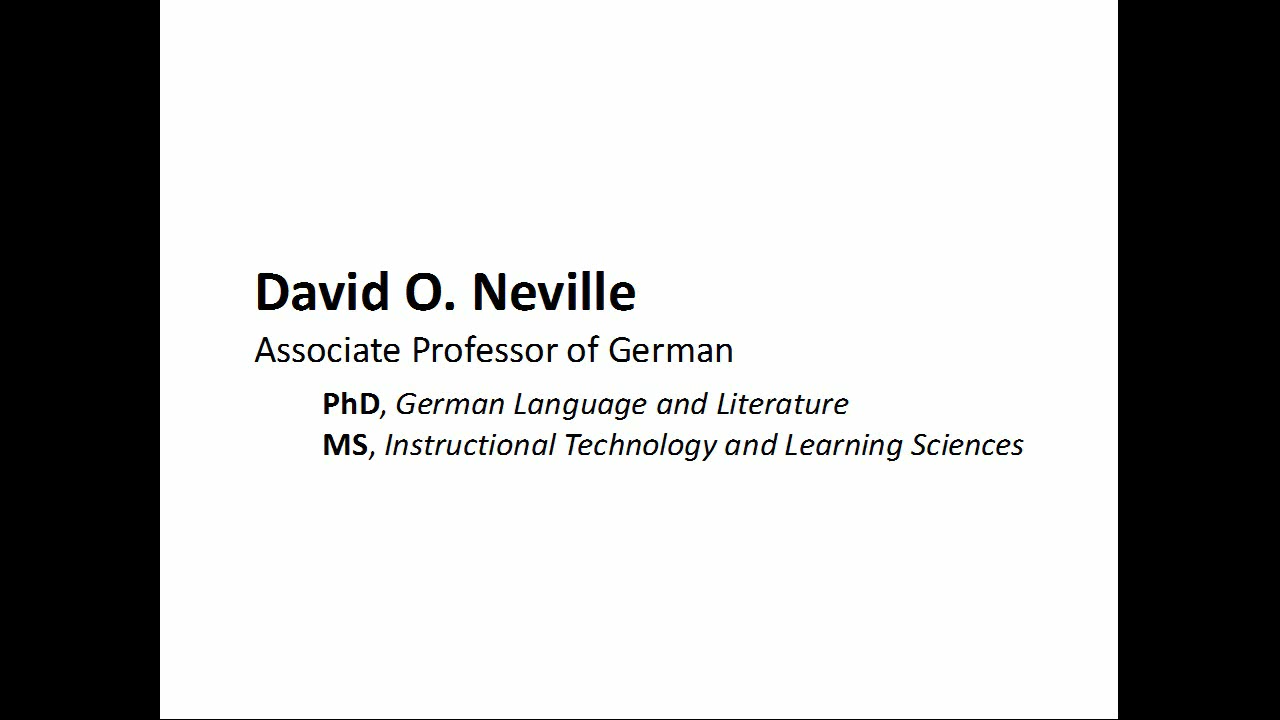 David O. Neville
Associate Professor of German
PhD, German Language and Literature
MS, Instructional Technology and Learning Sciences